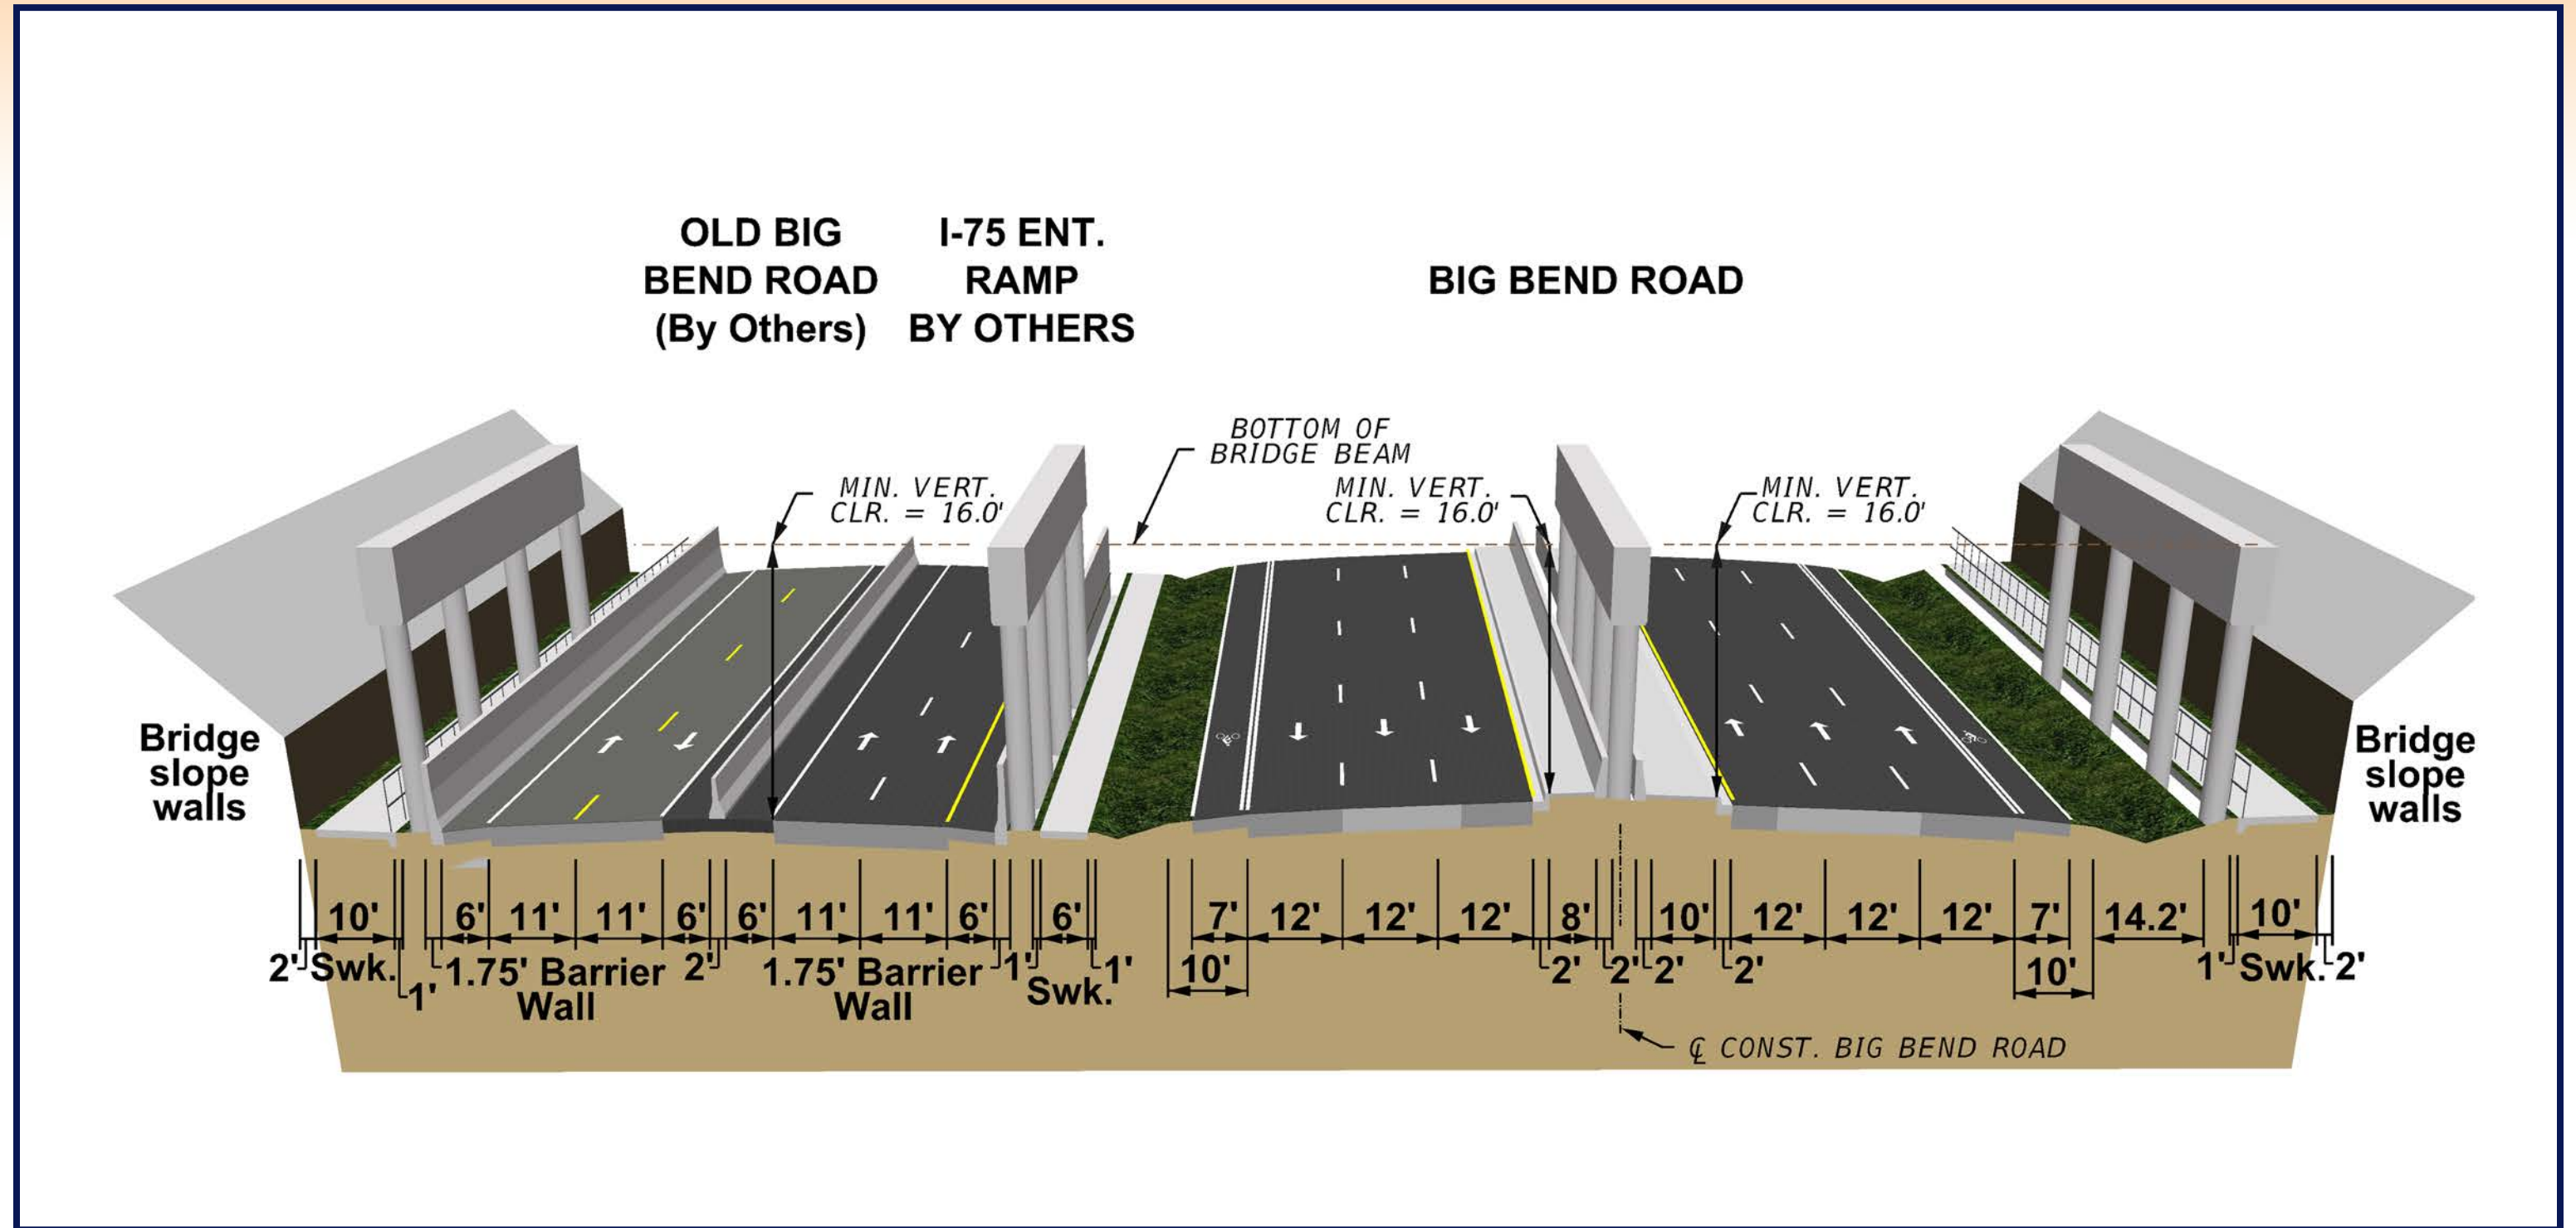 OLD BIG
BEND ROAD
(By Others)
I-75 ENT.
RAMP
BY OTHERS
BIG BEND ROAD
BOTTOM OF
BRIDGE BEAM
MIN. VERT.
CLR. = 16.0'
MIN. VERT.
CLR. = 16.0'
MIN. VERT.
CLR. = 16.0'
Bridge
slope
walls
Bridge
slope
walls
10' 6' 11' 11' 6' 6' 11' 11' 6' 6' 7' 12' 12' 12' 8' 10' 12' 12' 12' 7' 14.2' 10'
2' Swk. 1' 1.75' Barrier Wall 2' 1.75' Barrier Wall 1' Swk. 1' 10' 2' 2' 2' 2' 10' 1' Swk. 2'
℄ CONST. BIG BEND ROAD